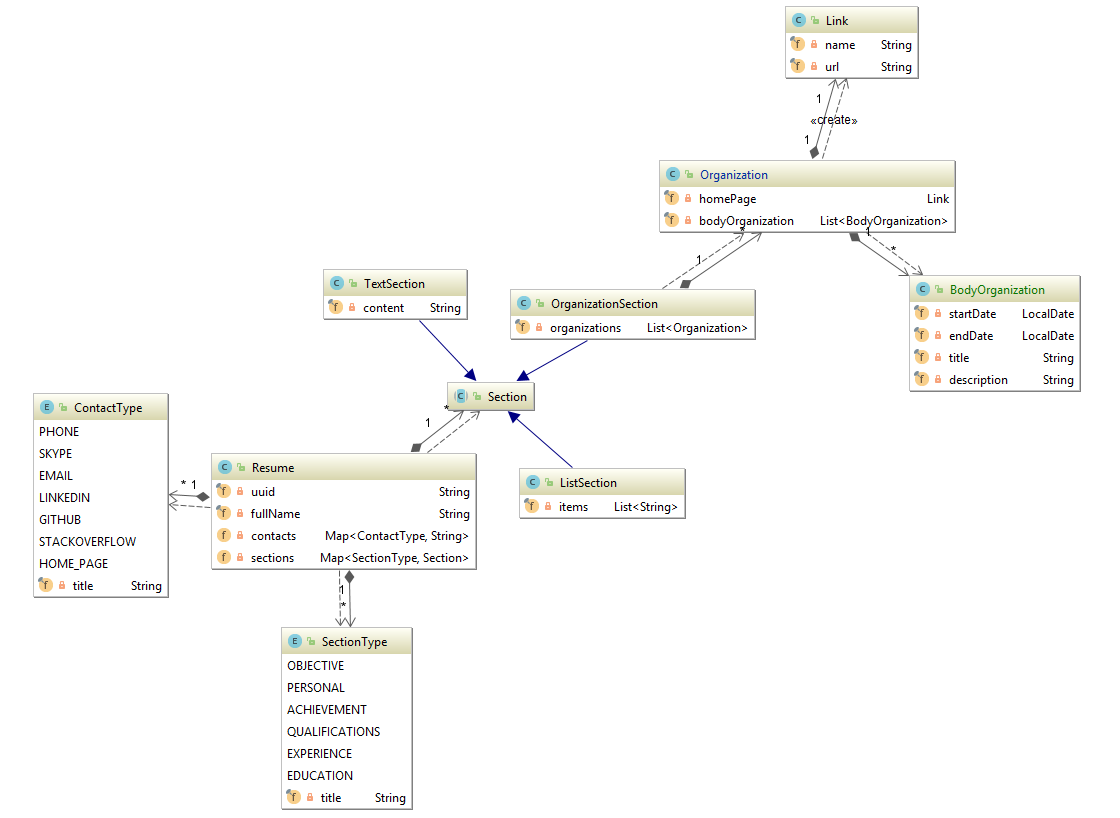 Link
name String
url String
1
«create»
1
Organization
homePage Link
bodyOrganization List<BodyOrganization>
*
1
1
*
TextSection
content String
OrganizationSection
organizations List<Organization>
BodyOrganization
startDate LocalDate
endDate LocalDate
title String
description String
Section
*
1
ContactType
PHONE
SKYPE
EMAIL
LINKEDIN
GITHUB
STACKOVERFLOW
HOME_PAGE
title String
* 1
Resume
uuid String
fullName String
contacts Map<ContactType, String>
sections Map<SectionType, Section>
ListSection
items List<String>
1
*
SectionType
OBJECTIVE
PERSONAL
ACHIEVEMENT
QUALIFICATIONS
EXPERIENCE
EDUCATION
title String